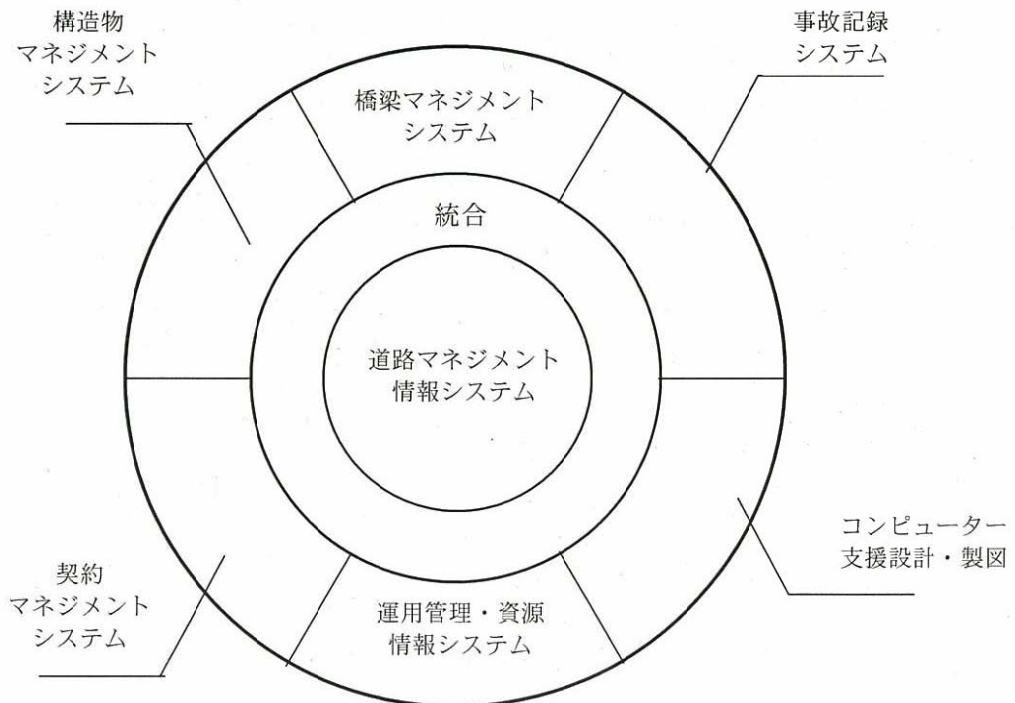 構造物
マネジメント
システム
事故記録
システム
橋梁マネジメント
システム
統合
道路マネジメント
情報システム
コンピューター
支援設計・製図
契約
マネジメント
システム
運用管理・資源
情報システム